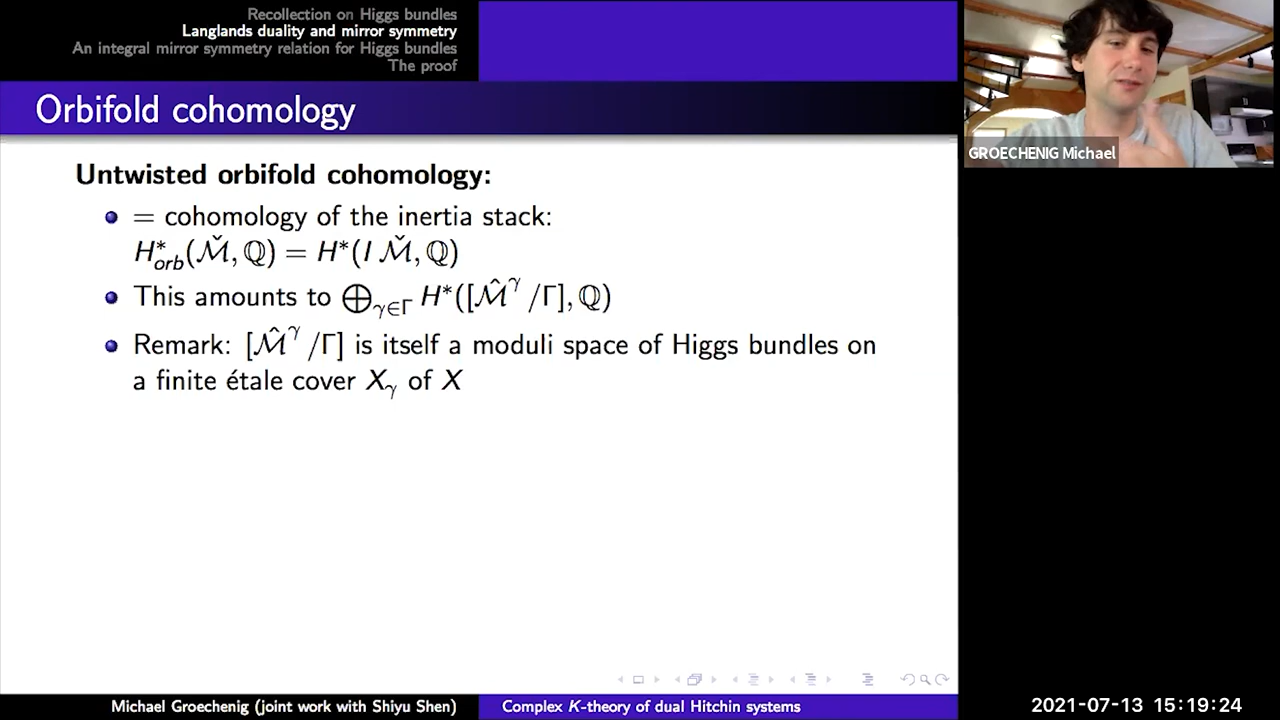 Recollection on Higgs bundles
Langlands duality and mirror symmetry
An integral mirror symmetry relation for Higgs bundles
The proof
Orbifold cohomology
GROECHENIG Michael
Untwisted orbifold cohomology:
= cohomology of the inertia stack:
H*_orb(M̌, ℚ) = H*(I M̌, ℚ)
This amounts to ⊕_{γ∈Γ} H*([M̂^γ /Γ], ℚ)
Remark: [M̂^γ /Γ] is itself a moduli space of Higgs bundles on
a finite étale cover X_γ of X
Michael Groechenig (joint work with Shiyu Shen)
Complex K-theory of dual Hitchin systems
2021-07-13 15:19:24